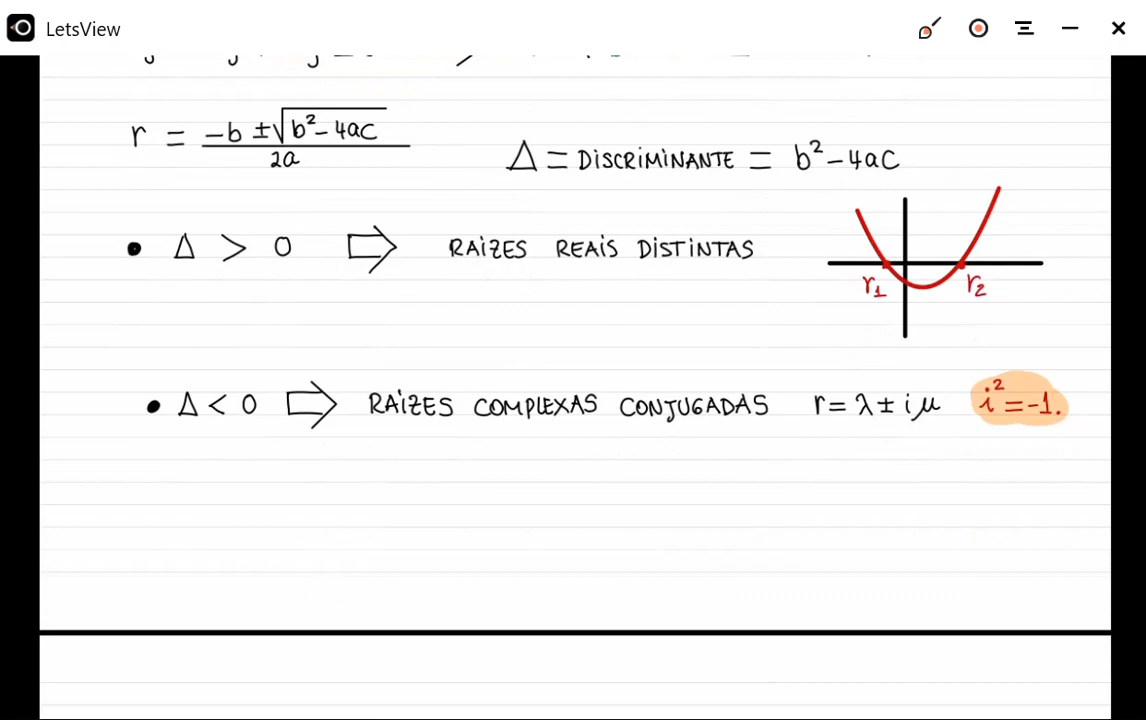 LetsView
r = -b ± √b² - 4ac / 2a
Δ = DISCRIMINANTE = b² - 4ac
• Δ > 0 ⇨ RAIZES REAIS DISTINTAS
r₁ r₂
• Δ < 0 ⇨ RAIZES COMPLEXAS CONJUGADAS r = λ ± iμ i² = -1.